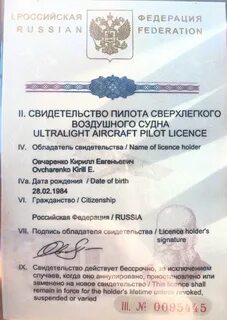 I. РОССИЙСКАЯ ФЕДЕРАЦИЯ
RUSSIAN FEDERATION
II. СВИДЕТЕЛЬСТВО ПИЛОТА СВЕРХЛЕГКОГО
ВОЗДУШНОГО СУДНА
ULTRALIGHT AIRCRAFT PILOT LICENCE
IV. Обладатель свидетельства / Name of licence holder
Овчаренко Кирилл Евгеньевич
Ovcharenko Kirill E.
IVa. Дата рождения / Date of birth
28.02.1984
VI. Гражданство / Citizenship
Российская Федерация / RUSSIA
VII. Подпись обладателя свидетельства / Licence holder's
signature
IX. Свидетельство действует бессрочно, за исключением
случаев, когда оно аннулировано, приостановлено или
заменено на новое свидетельство / This licence shall
remain in force for the holder's lifetime unless revoked,
suspended or varied
III. №